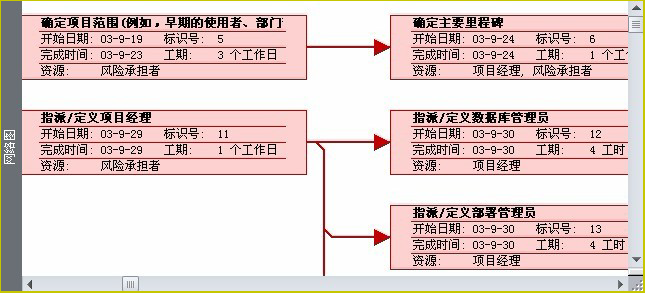 确定项目范围(例如，早期的使用者、部门
开始日期: 03-9-19 标识号: 5
完成时间: 03-9-23 工期: 3 个工作日
资源: 风险承担者
确定主要里程碑
开始日期: 03-9-24 标识号: 6
完成时间: 03-9-24 工期: 1 个工
资源: 项目经理, 风险承担者
网络图
指派/定义项目经理
开始日期: 03-9-29 标识号: 11
完成时间: 03-9-29 工期: 1 个工作日
资源: 风险承担者
指派/定义数据库管理员
开始日期: 03-9-30 标识号: 12
完成时间: 03-9-30 工期: 4 工时
资源: 项目经理
指派/定义部署管理员
开始日期: 03-9-30 标识号: 13
完成时间: 03-9-30 工期: 4 工时
资源: 项目经理